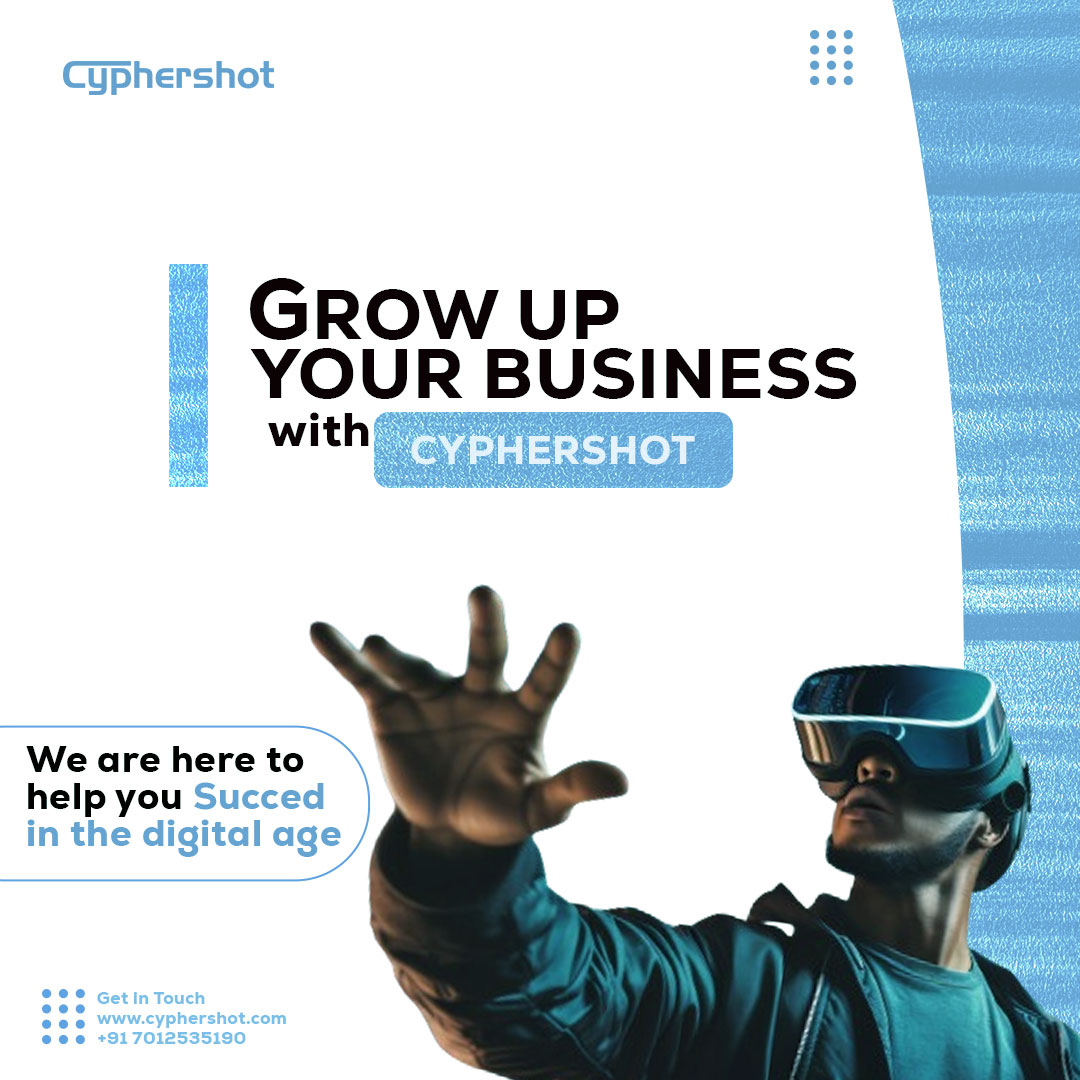 Cyphershot
GROW UP
YOUR BUSINESS
with CYPHERSHOT
We are here to
help you Succed
in the digital age
Get In Touch
www.cyphershot.com
+91 7012535190